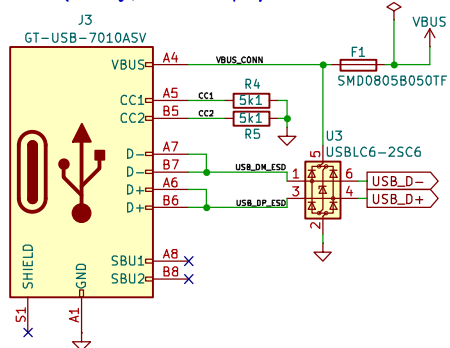 J3
GT-USB-7010ASV
VBUS
A4
VBUS_CONN
F1
SMD0805B050TF
VBUS
CC1
A5
CC1
R4
5k1
CC2
B5
CC2
5k1
R5
D-
A7
D-
B7
USB_DM_ESD
D+
A6
D+
B6
USB_DP_ESD
U3
USBLC6-2SC6
5
1
6
USB_D-
3
4
USB_D+
2
SBU1
A8
SBU2
B8
SHIELD
GND
S1
A1